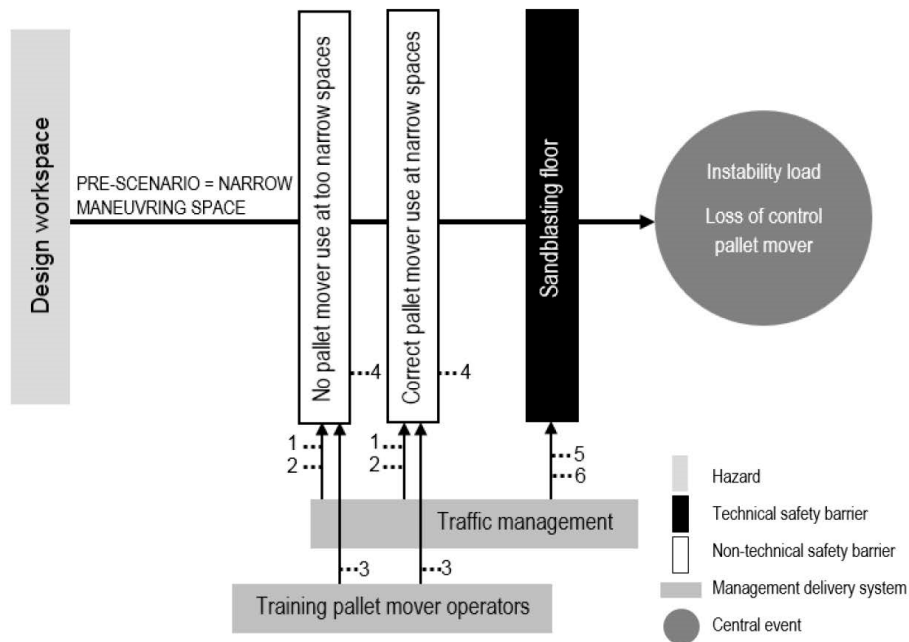 Design workspace
PRE-SCENARIO = NARROW
MANEUVRING SPACE
No pallet mover use at too narrow spaces
Correct pallet mover use at narrow spaces
Sandblasting floor
Instability load
Loss of control
pallet mover
4
4
1
2
1
2
5
6
Traffic management
3
3
Training pallet mover operators
Hazard
Technical safety barrier
Non-technical safety barrier
Management delivery system
Central event